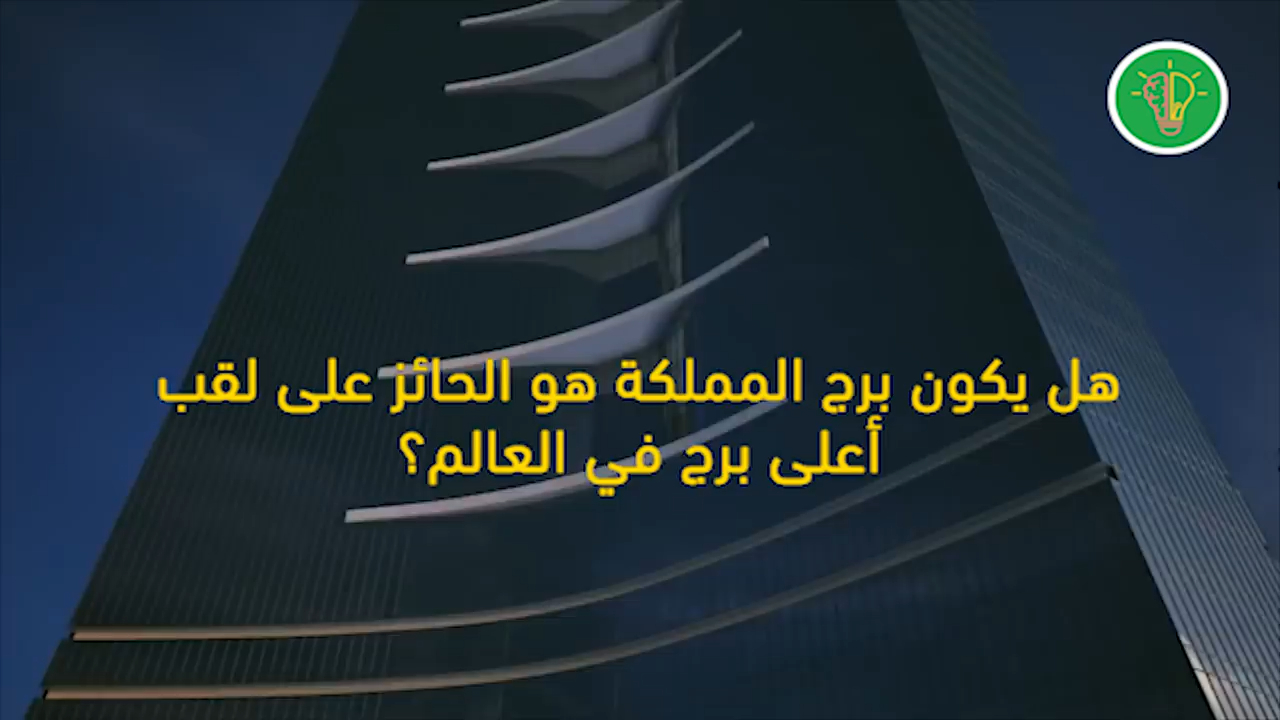 هل يكون برج المملكة هو الحائز على لقب
أعلى برج في العالم؟